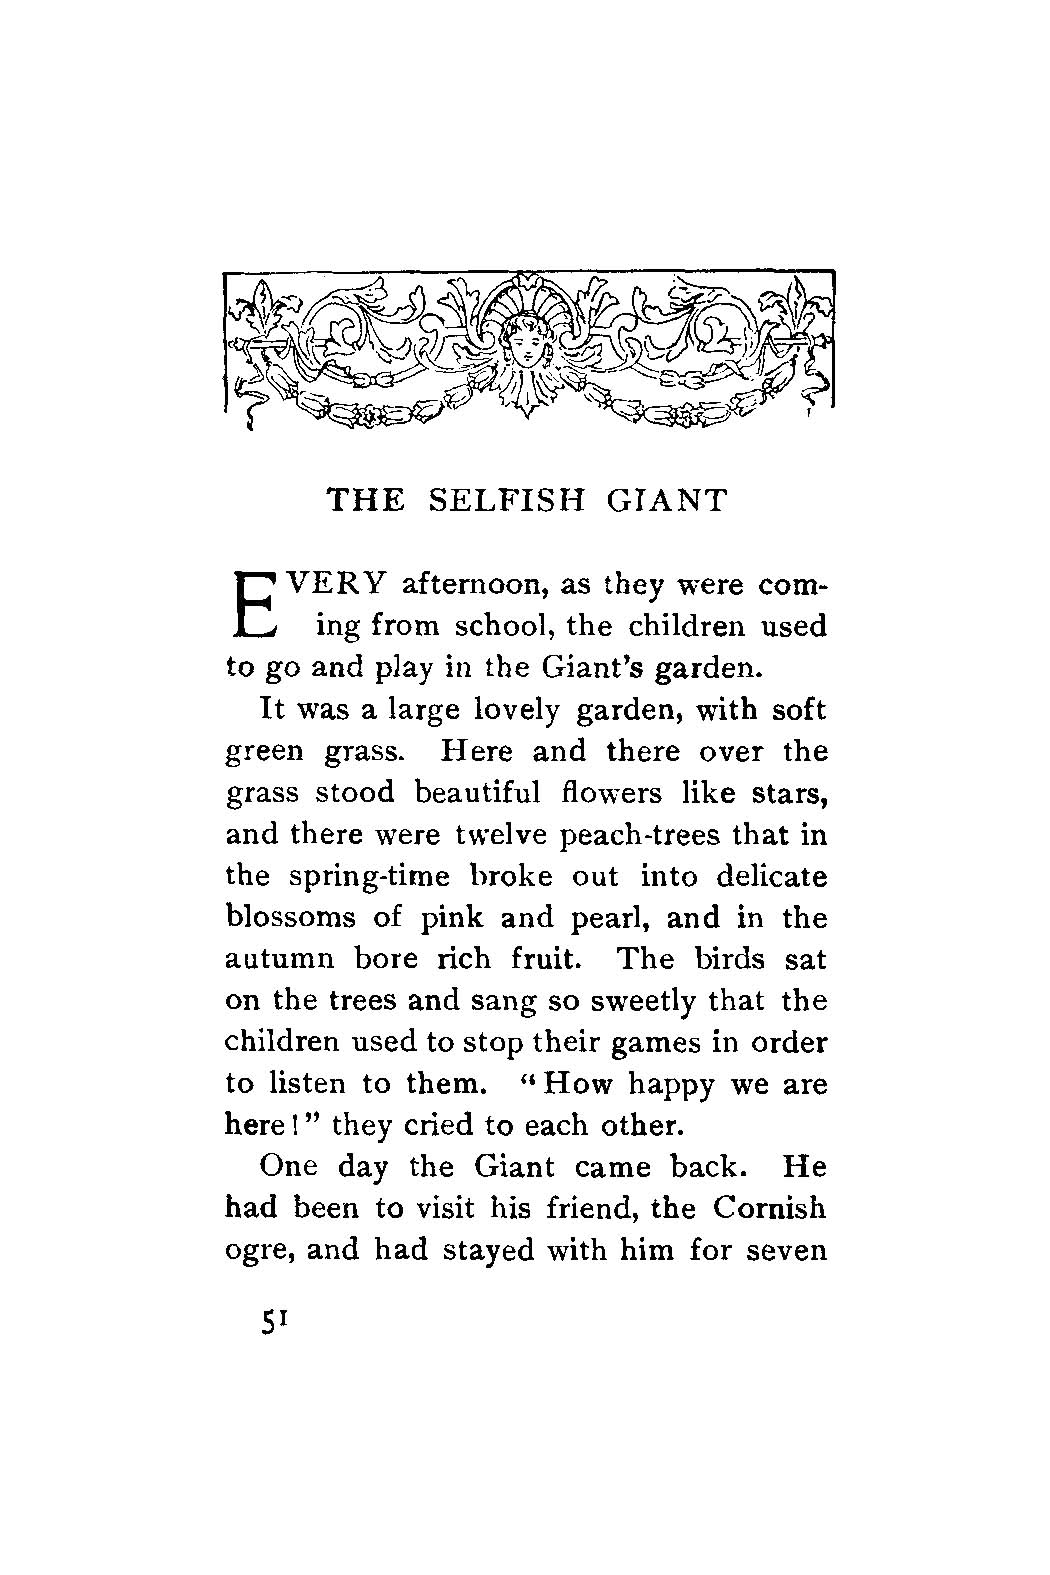 THE SELFISH GIANT
EVERY afternoon, as they were com-
ing from school, the children used
to go and play in the Giant's garden.
It was a large lovely garden, with soft
green grass. Here and there over the
grass stood beautiful flowers like stars,
and there were twelve peach-trees that in
the spring-time broke out into delicate
blossoms of pink and pearl, and in the
autumn bore rich fruit. The birds sat
on the trees and sang so sweetly that the
children used to stop their games in order
to listen to them. “How happy we are
here!” they cried to each other.
One day the Giant came back. He
had been to visit his friend, the Cornish
ogre, and had stayed with him for seven
51